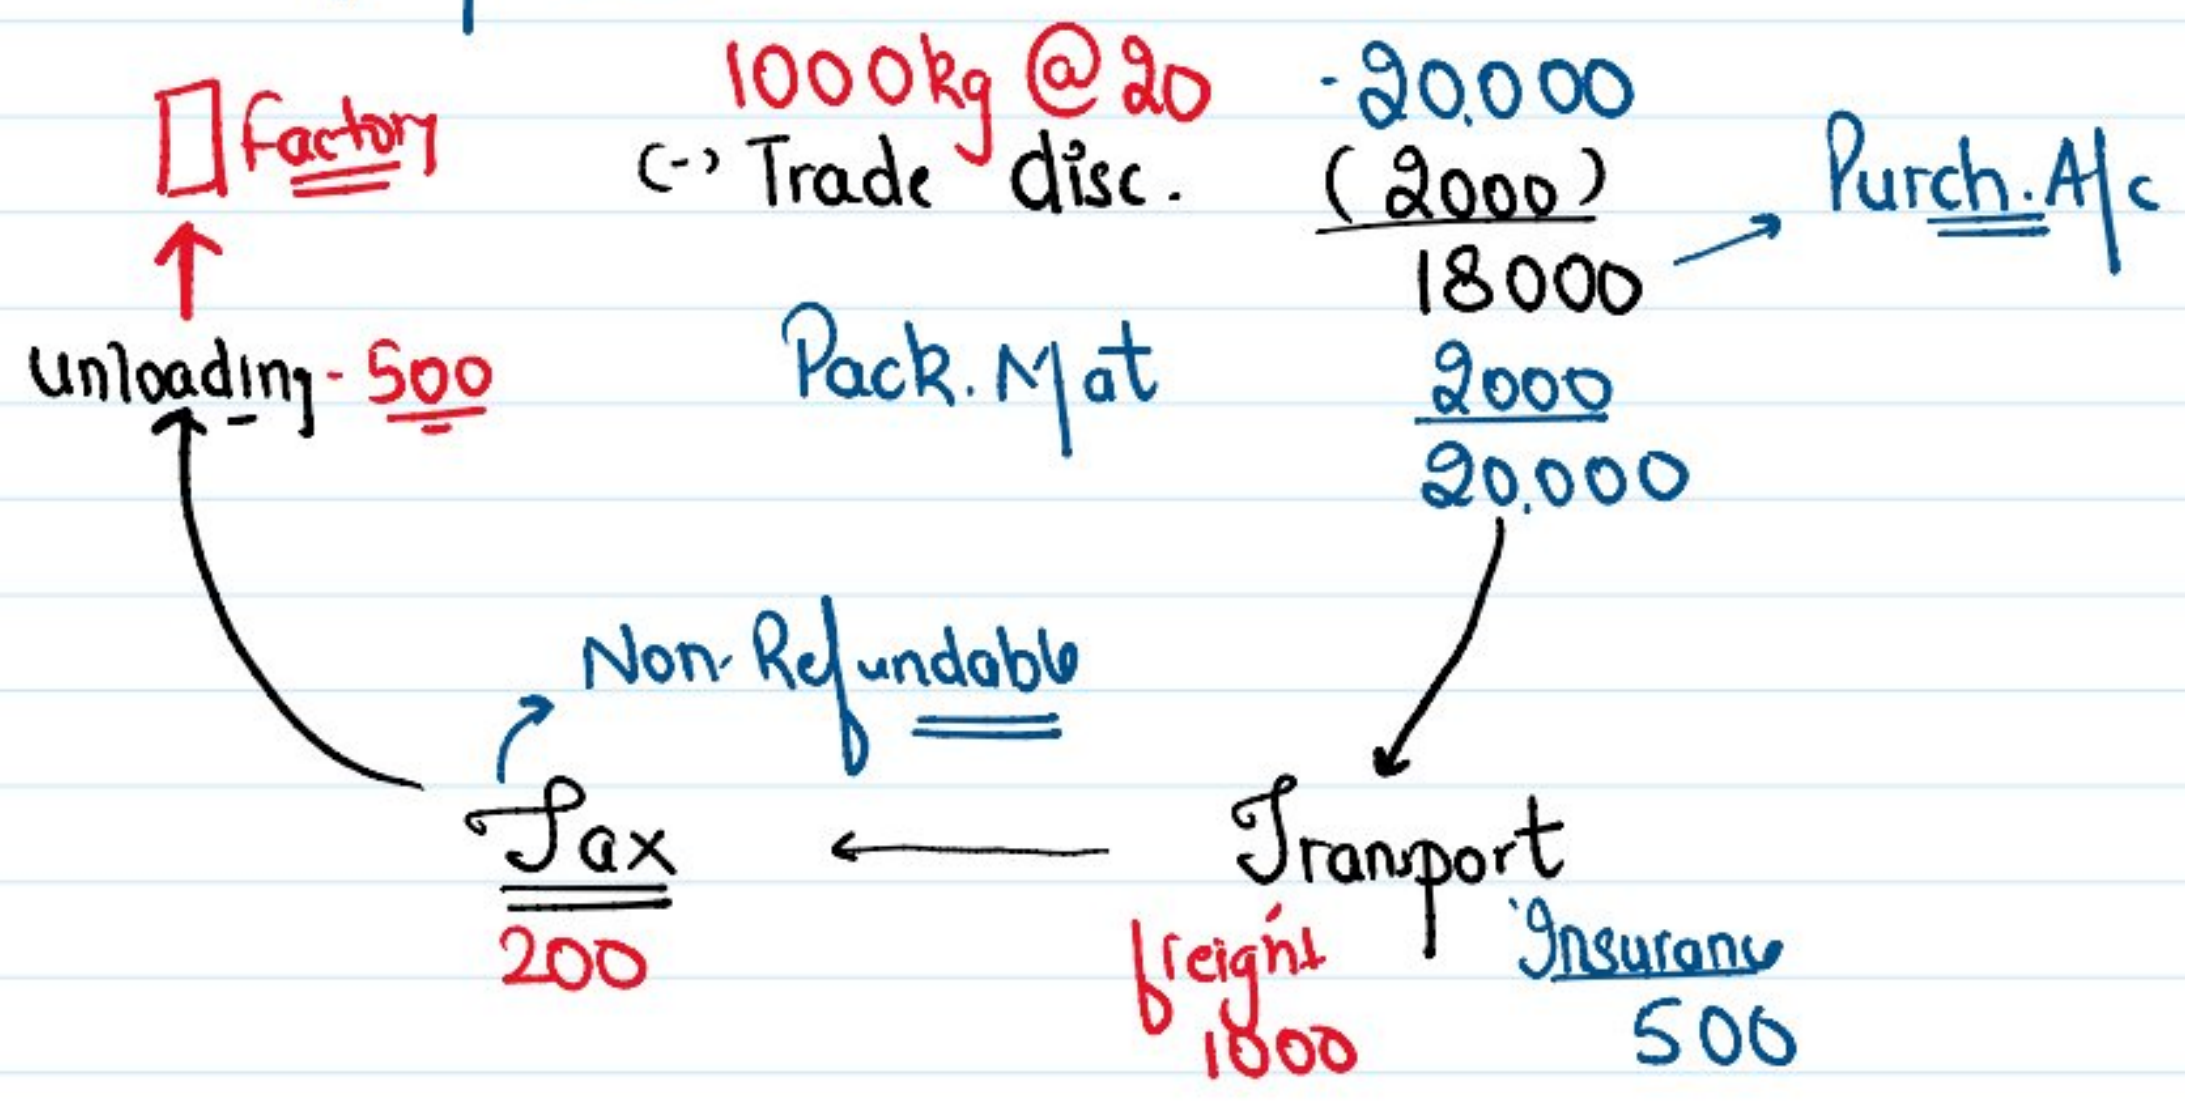 1000kg @ 20 - 20,000
factory
(-) Trade disc. (2000)
Purch. A/c
18000
unloading - 500
Pack. Mat 2000
20,000
Non-Refundable
Tax
Transport
200
freight
Insurance
1000
500